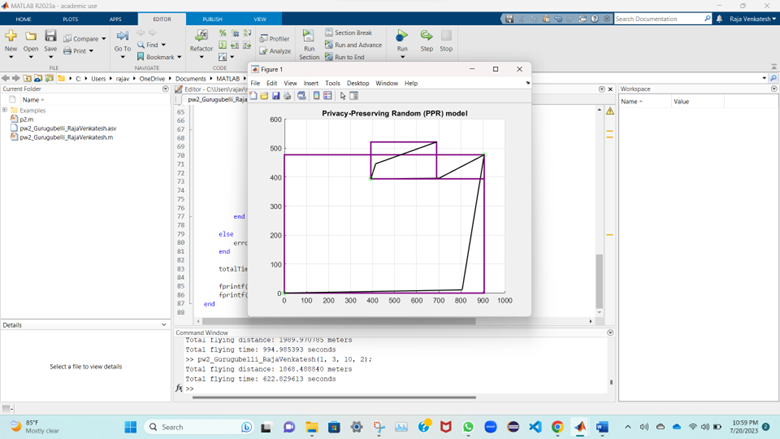 MATLAB R2023a - academic use
HOME PLOTS APPS EDITOR PUBLISH VIEW
Search Documentation
Raja Venkatesh
New Open Save
Compare
Print
Go To
Find
Bookmark
Refactor
Profiler
Analyze
Run Section
Section Break
Run and Advance
Run to End
Run Step Stop
FILE NAVIGATE CODE
C: Users rajav OneDrive Documents MATLAB
Current Folder
Name
Examples
p2.m
pw2_Gurugubelli_RajaVenkatesh.asv
pw2_Gurugubelli_RajaVenkatesh.m
Details
Select a file to view details
Editor - C:\Users\rajav\
pw2_Gurugubelli_Raja
65
66
67
68
69
70
71
72
73
74
75
76
77 end
78
79 else
80 erro
81 end
82
83 totalTim
84
85 fprintf(
86 fprintf(
87 end
88
Figure 1
File Edit View Insert Tools Desktop Window Help
Privacy-Preserving Random (PPR) model
600
500
400
300
200
100
0
0 100 200 300 400 500 600 700 800 900 1000
Workspace
Name Value
Command Window
Total flying distance: 1989.970785 meters
Total flying time: 994.985393 seconds
>> pw2_Gurugubelli_RajaVenkatesh(1, 3, 10, 2);
Total flying distance: 1868.488840 meters
Total flying time: 622.829613 seconds
fx >>
85°F
Mostly clear
Search
10:59 PM
7/20/2023